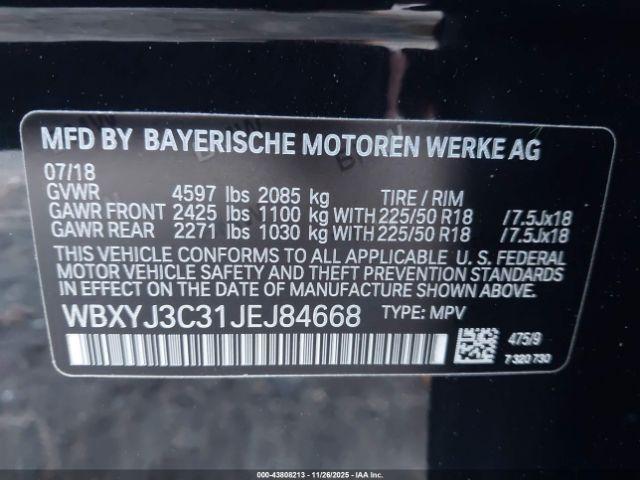 MFD BY BAYERISCHE MOTOREN WERKE AG
07/18
GVWR 4597 lbs 2085 kg TIRE / RIM
GAWR FRONT 2425 lbs 1100 kg WITH 225/50 R18 /7.5Jx18
GAWR REAR 2271 lbs 1030 kg WITH 225/50 R18 /7.5Jx18
THIS VEHICLE CONFORMS TO ALL APPLICABLE U. S. FEDERAL
MOTOR VEHICLE SAFETY AND THEFT PREVENTION STANDARDS
IN EFFECT ON THE DATE OF MANUFACTURE SHOWN ABOVE.
WBXYJ3C31JEJ84668 TYPE: MPV
475/9
7 320 730
000-43808213 - 11/26/2025 - IAA Inc.